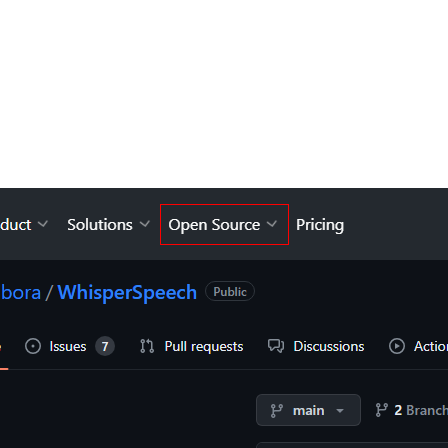 duct Solutions Open Source Pricing
bora / WhisperSpeech Public
Issues 7 Pull requests Discussions Actio
main 2 Branch